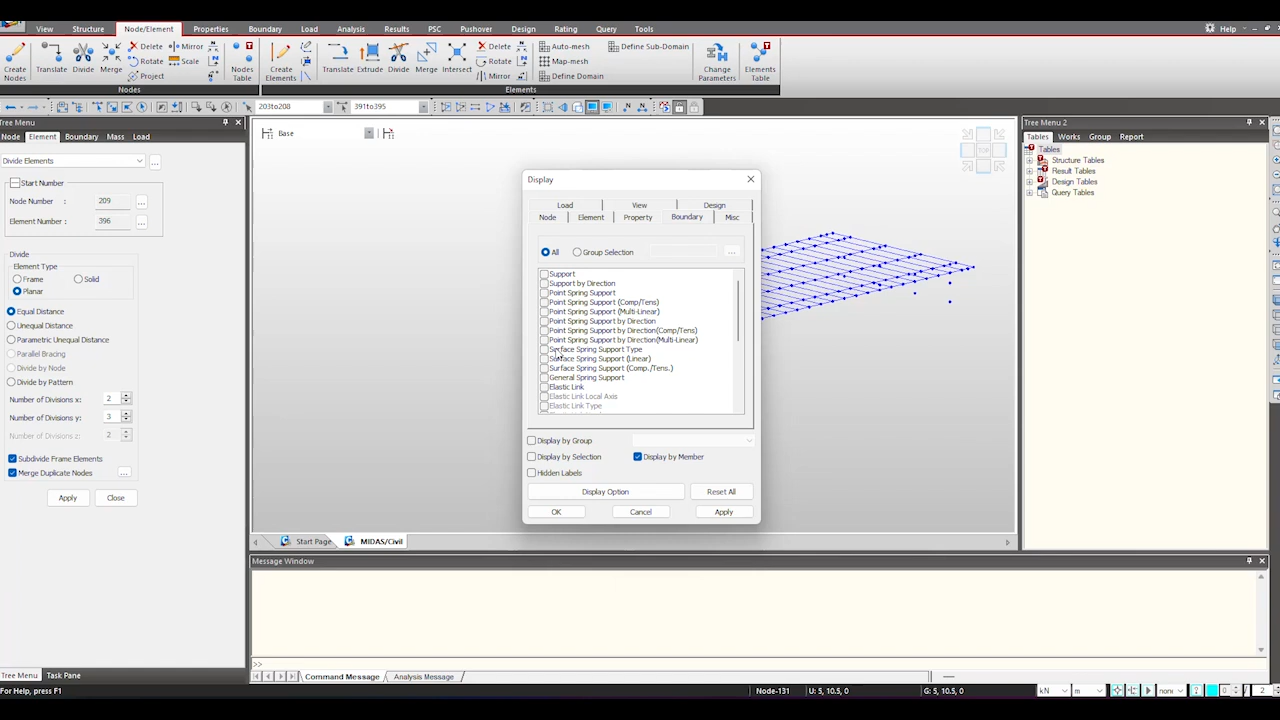 View Structure Node/Element Properties Boundary Load Analysis Results PSC Pushover Design Rating Query Tools Help
Create Nodes Translate Divide Merge Delete Rotate Project Mirror Scale Nodes Table
Create Elements Translate Extrude Divide Merge Intersect Delete Rotate Mirror Auto-mesh Map-mesh Define Domain Define Sub-Domain Change Parameters Elements Table
Nodes Elements
203to208 391to395
Tree Menu
Node Element Boundary Mass Load
Divide Elements
Start Number
Node Number : 209
Element Number : 396
Divide
Element Type
Frame Solid
Planar
Equal Distance
Unequal Distance
Parametric Unequal Distance
Parallel Bracing
Divide by Node
Divide by Pattern
Number of Divisions x: 2
Number of Divisions y: 3
Number of Divisions z: 2
Subdivide Frame Elements
Merge Duplicate Nodes
Apply Close
Tree Menu Task Pane
Base
TOP
Display
Load View Design
Node Element Property Boundary Misc
All Group Selection
Support
Support by Direction
Point Spring Support
Point Spring Support (Comp/Tens)
Point Spring Support (Multi-Linear)
Point Spring Support by Direction
Point Spring Support by Direction(Comp/Tens)
Point Spring Support by Direction(Multi-Linear)
Surface Spring Support Type
Surface Spring Support (Linear)
Surface Spring Support (Comp./Tens.)
General Spring Support
Elastic Link
Elastic Link Local Axis
Elastic Link Type
Display by Group
Display by Selection Display by Member
Hidden Labels
Display Option Reset All
OK Cancel Apply
Start Page MIDAS/Civil
Tree Menu 2
Tables Works Group Report
Tables
Structure Tables
Result Tables
Design Tables
Query Tables
Message Window
>>
Command Message Analysis Message
For Help, press F1
Node-131 U: 5, 10.5, 0 G: 5, 10.5, 0 kN m none 0 2